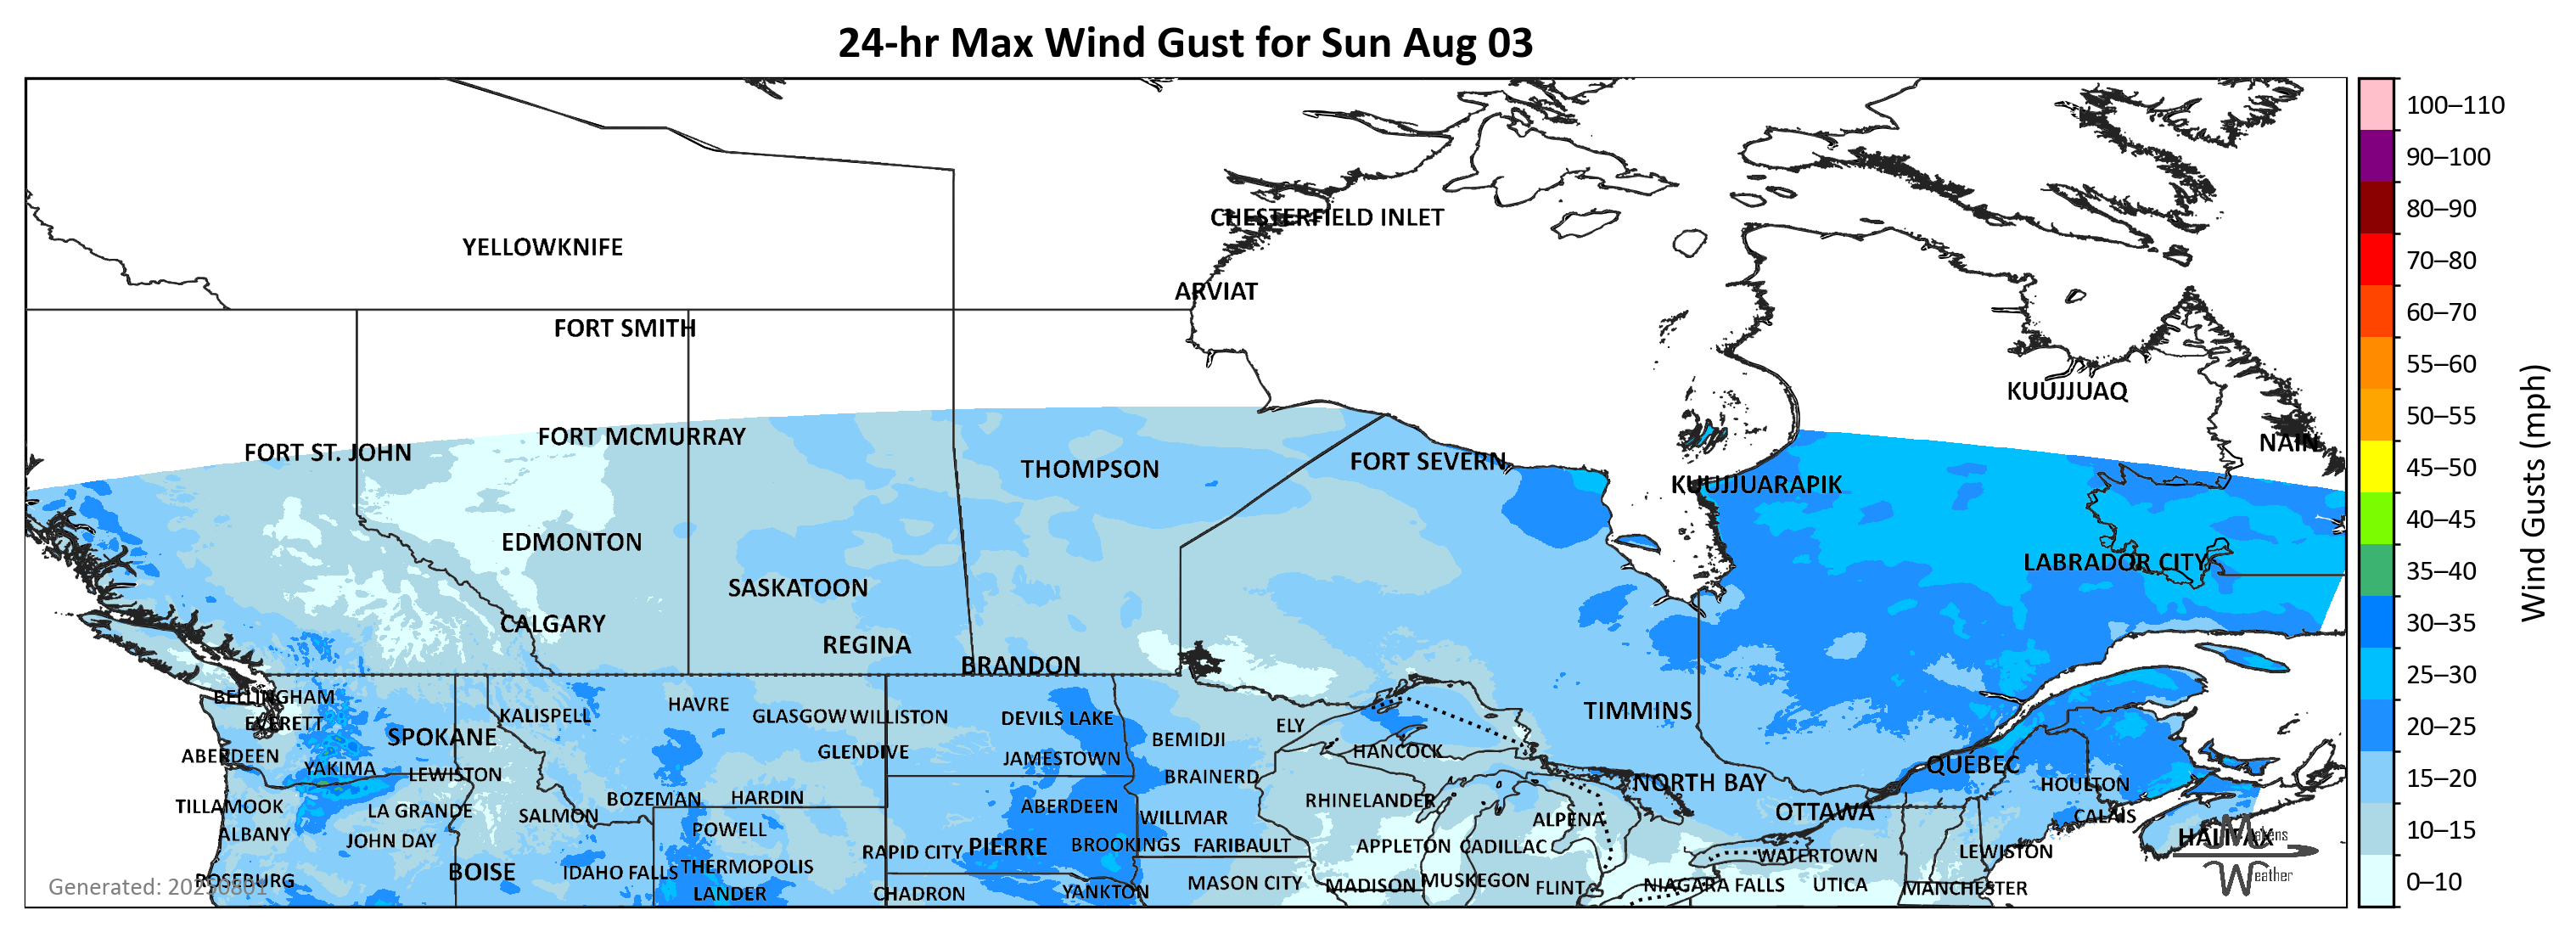 24-hr Max Wind Gust for Sun Aug 03
100–110
90–100
80–90
70–80
60–70
55–60
50–55
45–50
40–45
35–40
30–35
25–30
20–25
15–20
10–15
0–10
Wind Gusts (mph)
CHESTERFIELD INLET
YELLOWKNIFE
ARVIAT
FORT SMITH
KUUJJUAQ
FORT MCMURRAY
NAIN
FORT ST. JOHN
FORT SEVERN
THOMPSON
KUUJJUARAPIK
EDMONTON
LABRADOR CITY
SASKATOON
CALGARY
REGINA
BRANDON
BELLINGHAM
HAVRE
TIMMINS
KALISPELL
GLASGOW
WILLISTON
DEVILS LAKE
EVERETT
ELY
SPOKANE
BEMIDJI
GLENDIVE
HANCOCK
ABERDEEN
JAMESTOWN
QUÉBEC
YAKIMA
LEWISTON
BRAINERD
NORTH BAY
HOULTON
BOZEMAN
HARDIN
RHINELANDER
TILLAMOOK
ABERDEEN
LA GRANDE
OTTAWA
SALMON
CALAIS
WILLMAR
ALPENA
POWELL
ALBANY
HALIFAX
JOHN DAY
PIERRE
BROOKINGS
FARIBAULT
APPLETON
CADILLAC
RAPID CITY
LEWISTON
WATERTOWN
THERMOPOLIS
BOISE
IDAHO FALLS
ROSEBURG
MUSKEGON
MASON CITY
MADISON
NIAGARA FALLS
UTICA
FLINT
MANCHESTER
LANDER
CHADRON
YANKTON
Generated: 20250801
Makens
Weather